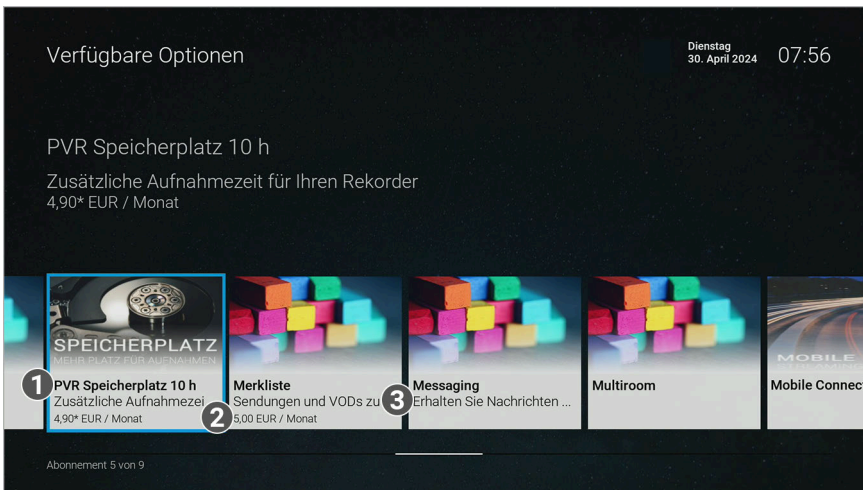 Verfügbare Optionen
Dienstag
30. April 2024
07:56
PVR Speicherplatz 10 h
Zusätzliche Aufnahmezeit für Ihren Rekorder
4,90* EUR / Monat
SPEICHERPLATZ
MEHR PLATZ FÜR AUFNAHMEN
MOBILE
1
PVR Speicherplatz 10 h
Zusätzliche Aufnahmezei
4,90* EUR / Monat
2
Merkliste
Sendungen und VODs zu
5,00 EUR / Monat
3
Messaging
Erhalten Sie Nachrichten ...
Multiroom
Mobile Connec
Abonnement 5 von 9